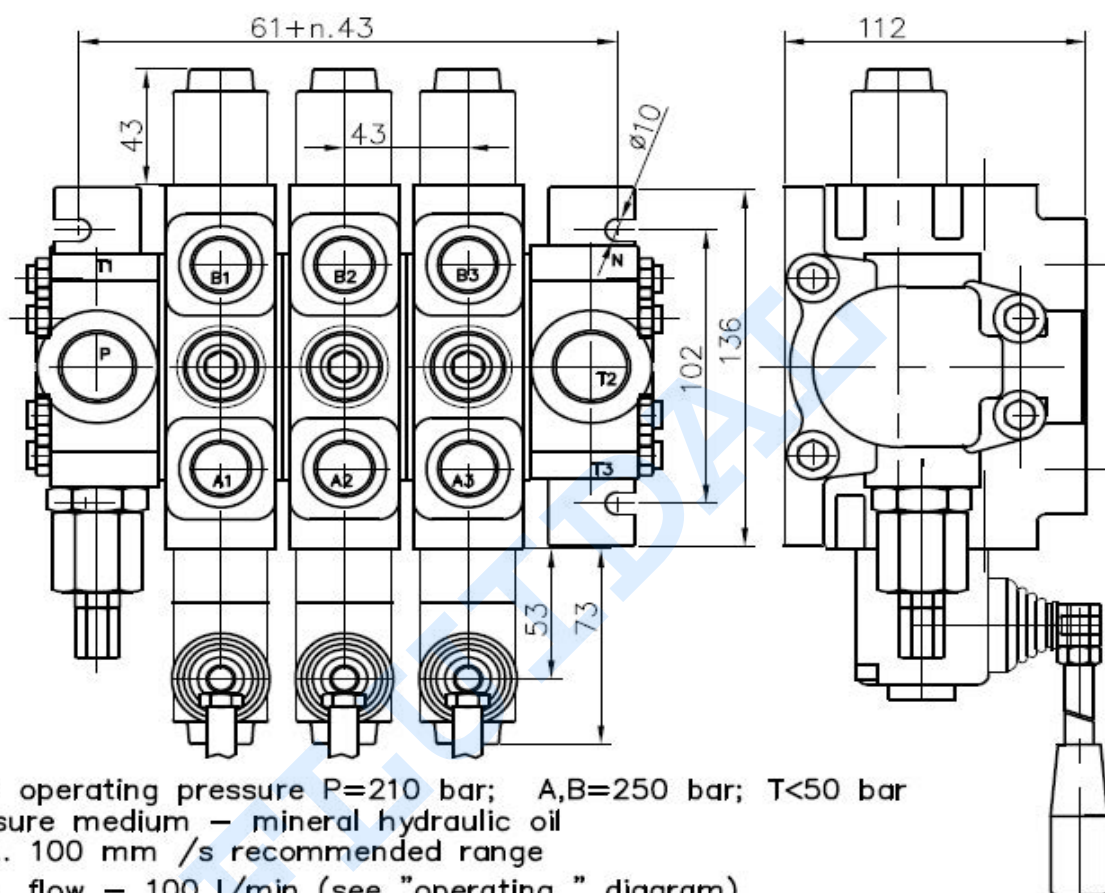 61+n.43
112
43
43
ø10
T1
N
B1
B2
B3
P
T2
102
136
A1
A2
A3
T3
53
73
operating pressure P=210 bar; A,B=250 bar; T<50 bar
sure medium – mineral hydraulic oil
. 100 mm /s recommended range
flow – 100 l/min (see "operating " diagram)
FLUIDAL